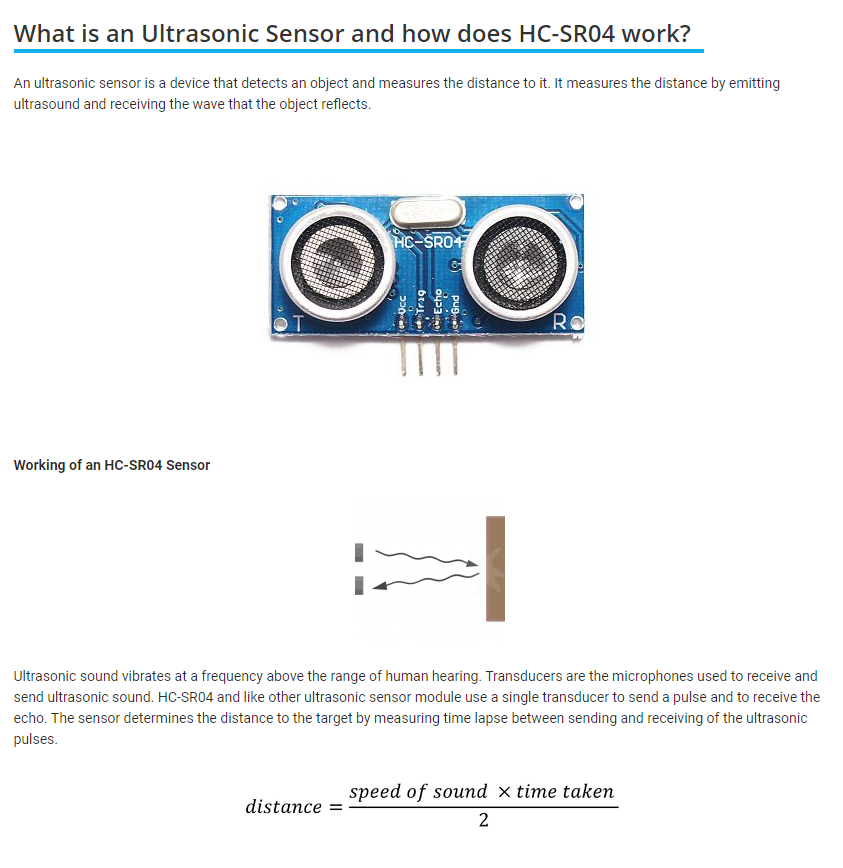 What is an Ultrasonic Sensor and how does HC-SR04 work?
An ultrasonic sensor is a device that detects an object and measures the distance to it. It measures the distance by emitting
ultrasound and receiving the wave that the object reflects.
HC-SR04
Vcc
Trig
Echo
Gnd
T
R
Working of an HC-SR04 Sensor
Ultrasonic sound vibrates at a frequency above the range of human hearing. Transducers are the microphones used to receive and
send ultrasonic sound. HC-SR04 and like other ultrasonic sensor module use a single transducer to send a pulse and to receive the
echo. The sensor determines the distance to the target by measuring time lapse between sending and receiving of the ultrasonic
pulses.
distance = speed of sound × time taken
2